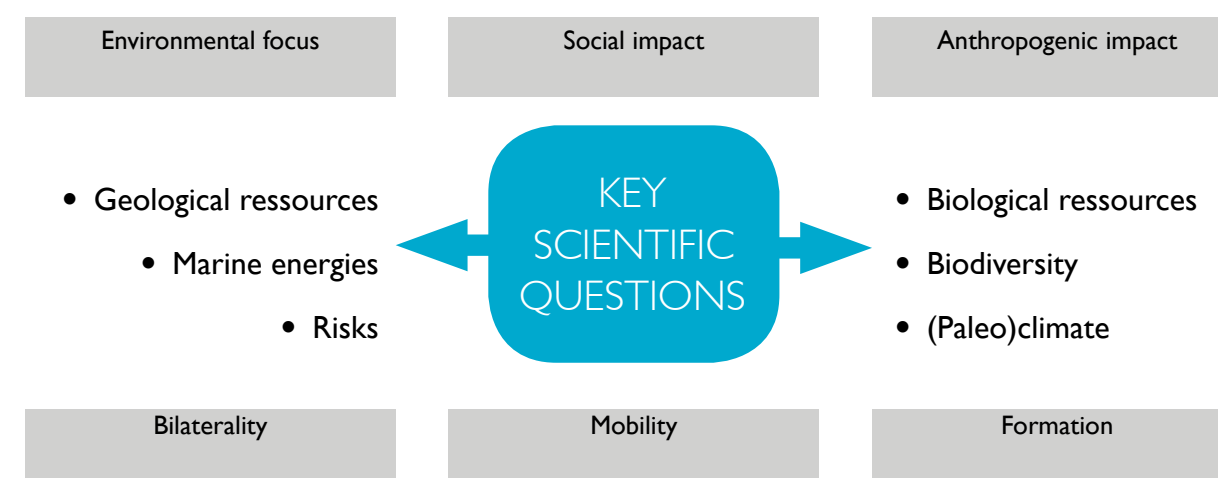 Environmental focus
Social impact
Anthropogenic impact
• Geological ressources
• Marine energies
• Risks
KEY
SCIENTIFIC
QUESTIONS
• Biological ressources
• Biodiversity
• (Paleo)climate
Bilaterality
Mobility
Formation